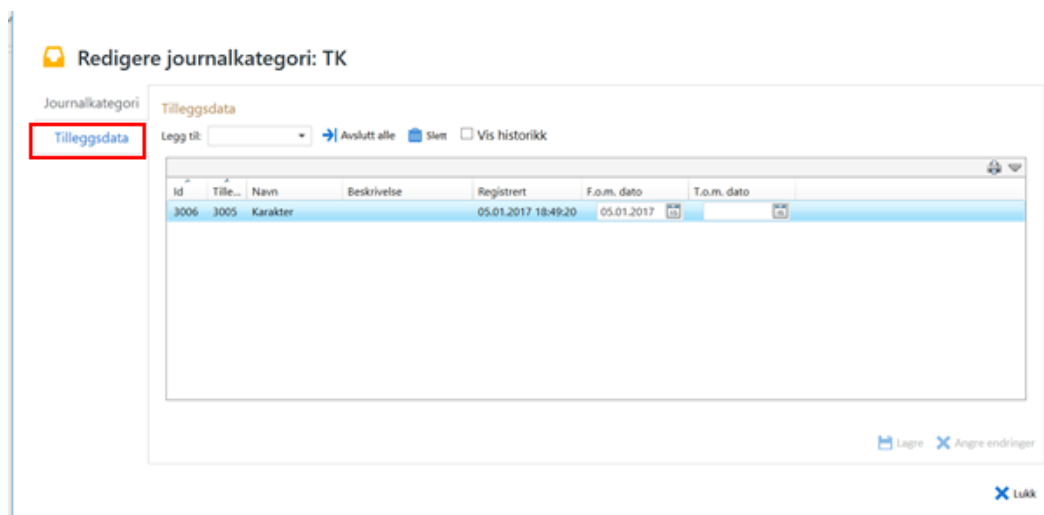 Redigere journalkategori: TK
Journalkategori
Tilleggsdata
Tilleggsdata
Legg til: Avslutt alle Slett Vis historikk
Id Tille... Navn Beskrivelse Registrert F.o.m. dato T.o.m. dato
3006 3005 Karakter 05.01.2017 18:49:20 05.01.2017
Lagre Angre endringer
Lukk